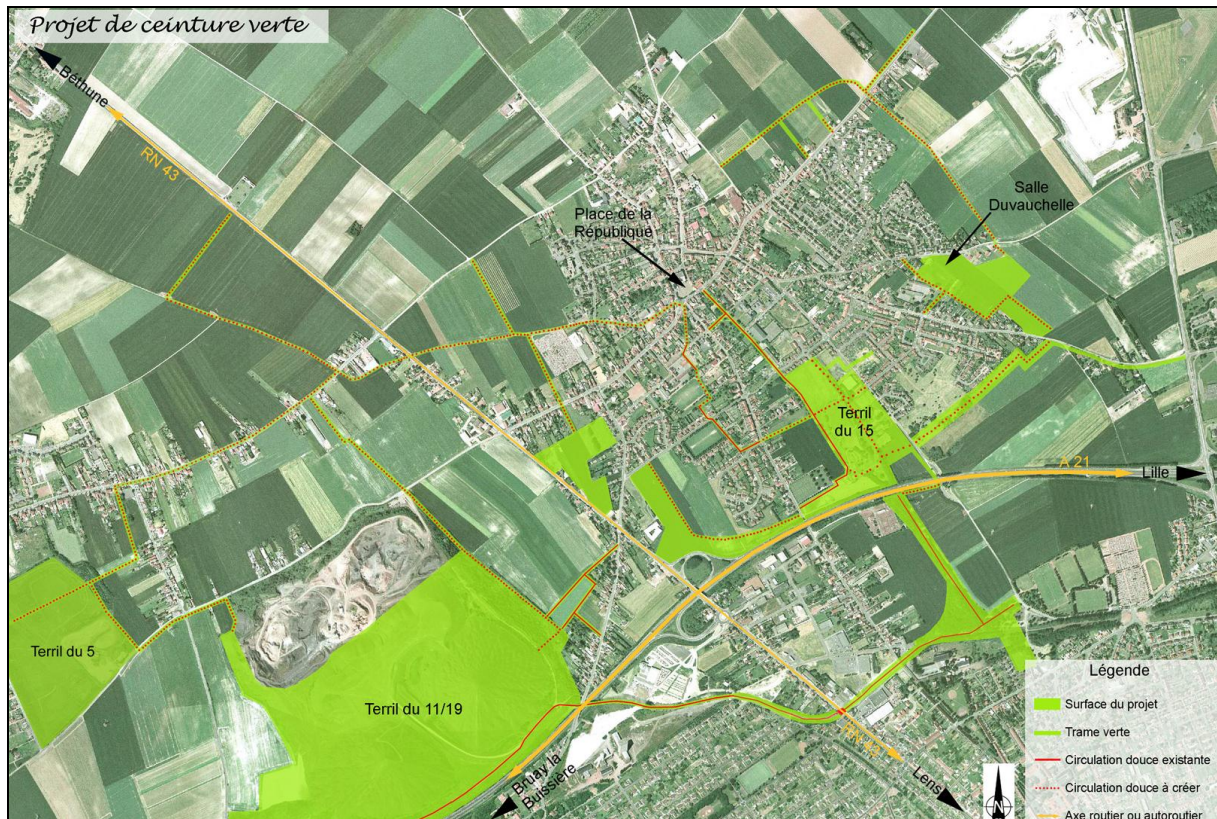 Projet de ceinture verte
Béthune
RN 43
Salle
Duvauchelle
Place de la
République
Terril
du 15
A 21
Lille
Terril du 5
Terril du 11/19
Bruay la
Buissière
RN 43
Lens
N
Légende
Surface du projet
Trame verte
Circulation douce existante
Circulation douce à créer
Axe routier ou autoroutier